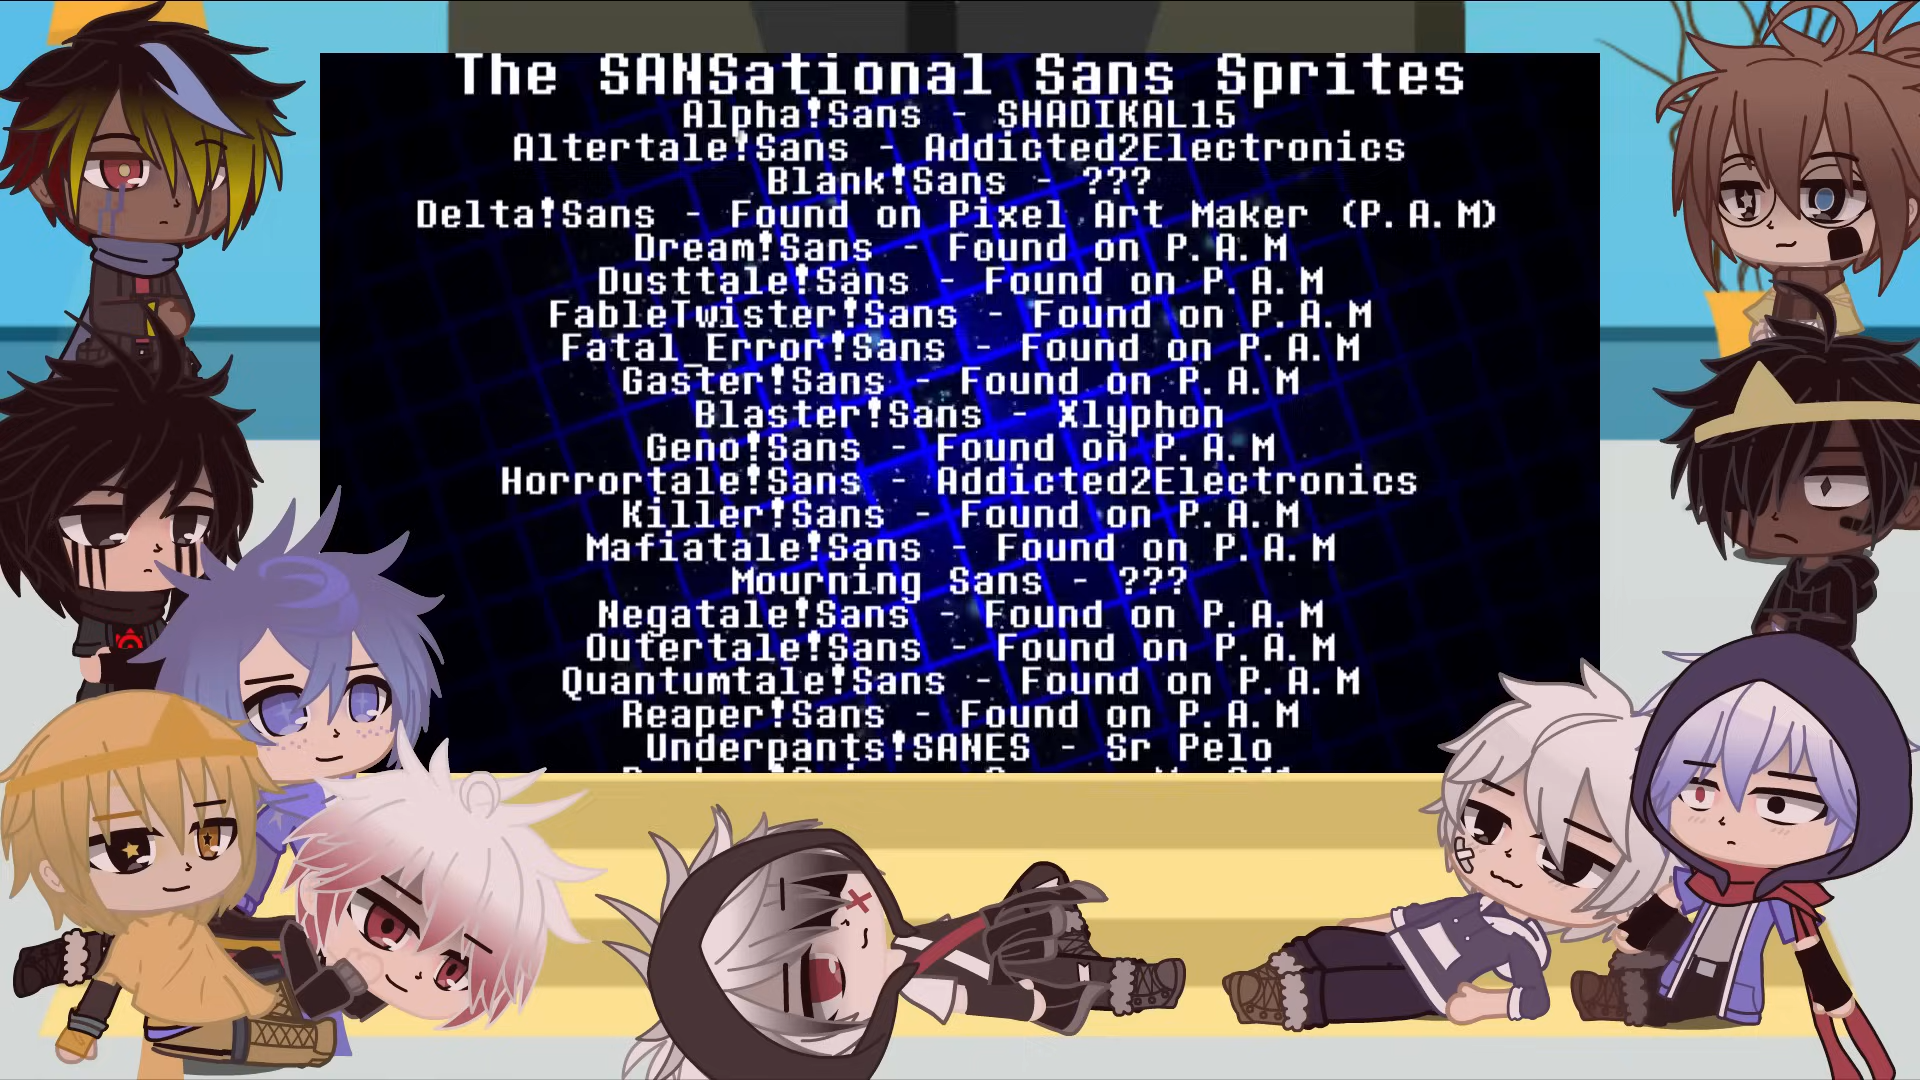 The SANSational Sans Sprites
Alpha!Sans - SHADIKAL15
Altertale!Sans - Addicted2Electronics
Blank!Sans - ???
Delta!Sans - Found on Pixel Art Maker (P.A.M)
Dream!Sans - Found on P.A.M
Dusttale!Sans - Found on P.A.M
FableTwister!Sans - Found on P.A.M
Fatal_Error!Sans - Found on P.A.M
Gaster!Sans - Found on P.A.M
Blaster!Sans - Xlyphon
Geno!Sans - Found on P.A.M
Horrortale!Sans - Addicted2Electronics
Killer!Sans - Found on P.A.M
Mafiatale!Sans - Found on P.A.M
Mourning Sans - ???
Negatale!Sans - Found on P.A.M
Outertale!Sans - Found on P.A.M
Quantumtale!Sans - Found on P.A.M
Reaper!Sans - Found on P.A.M
Underpants!SANES - Sr Pelo